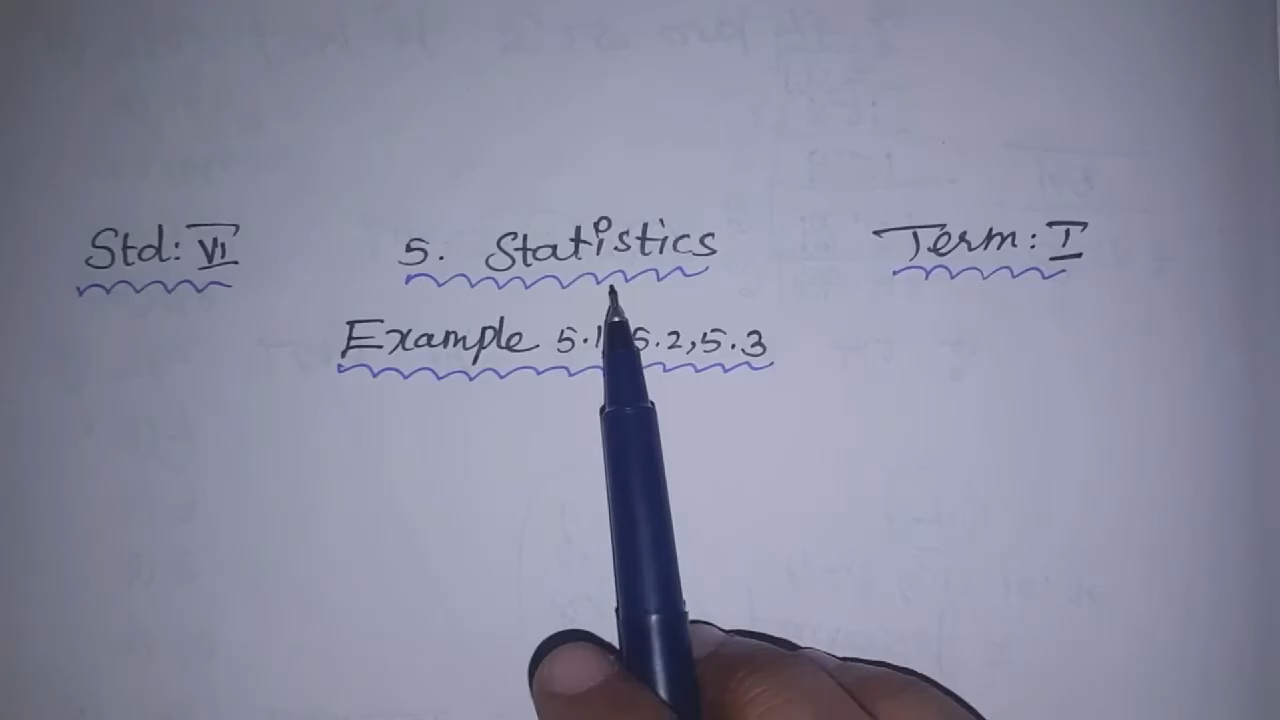 Std: VI 5. Statistics Term: I
Example 5.1, 5.2, 5.3